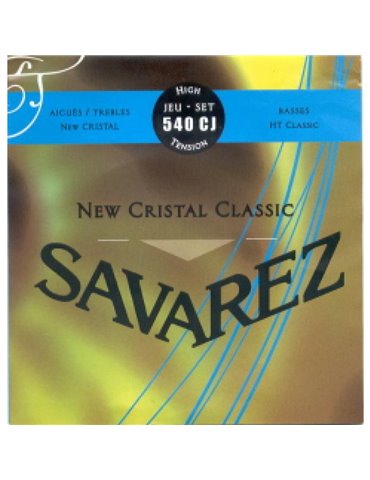 HIGH
JEU - SET
540 CJ
TENSION
AIGUËS / TREBLES
NEW CRISTAL
BASSES
HT CLASSIC
NEW CRISTAL CLASSIC
SAVAREZ